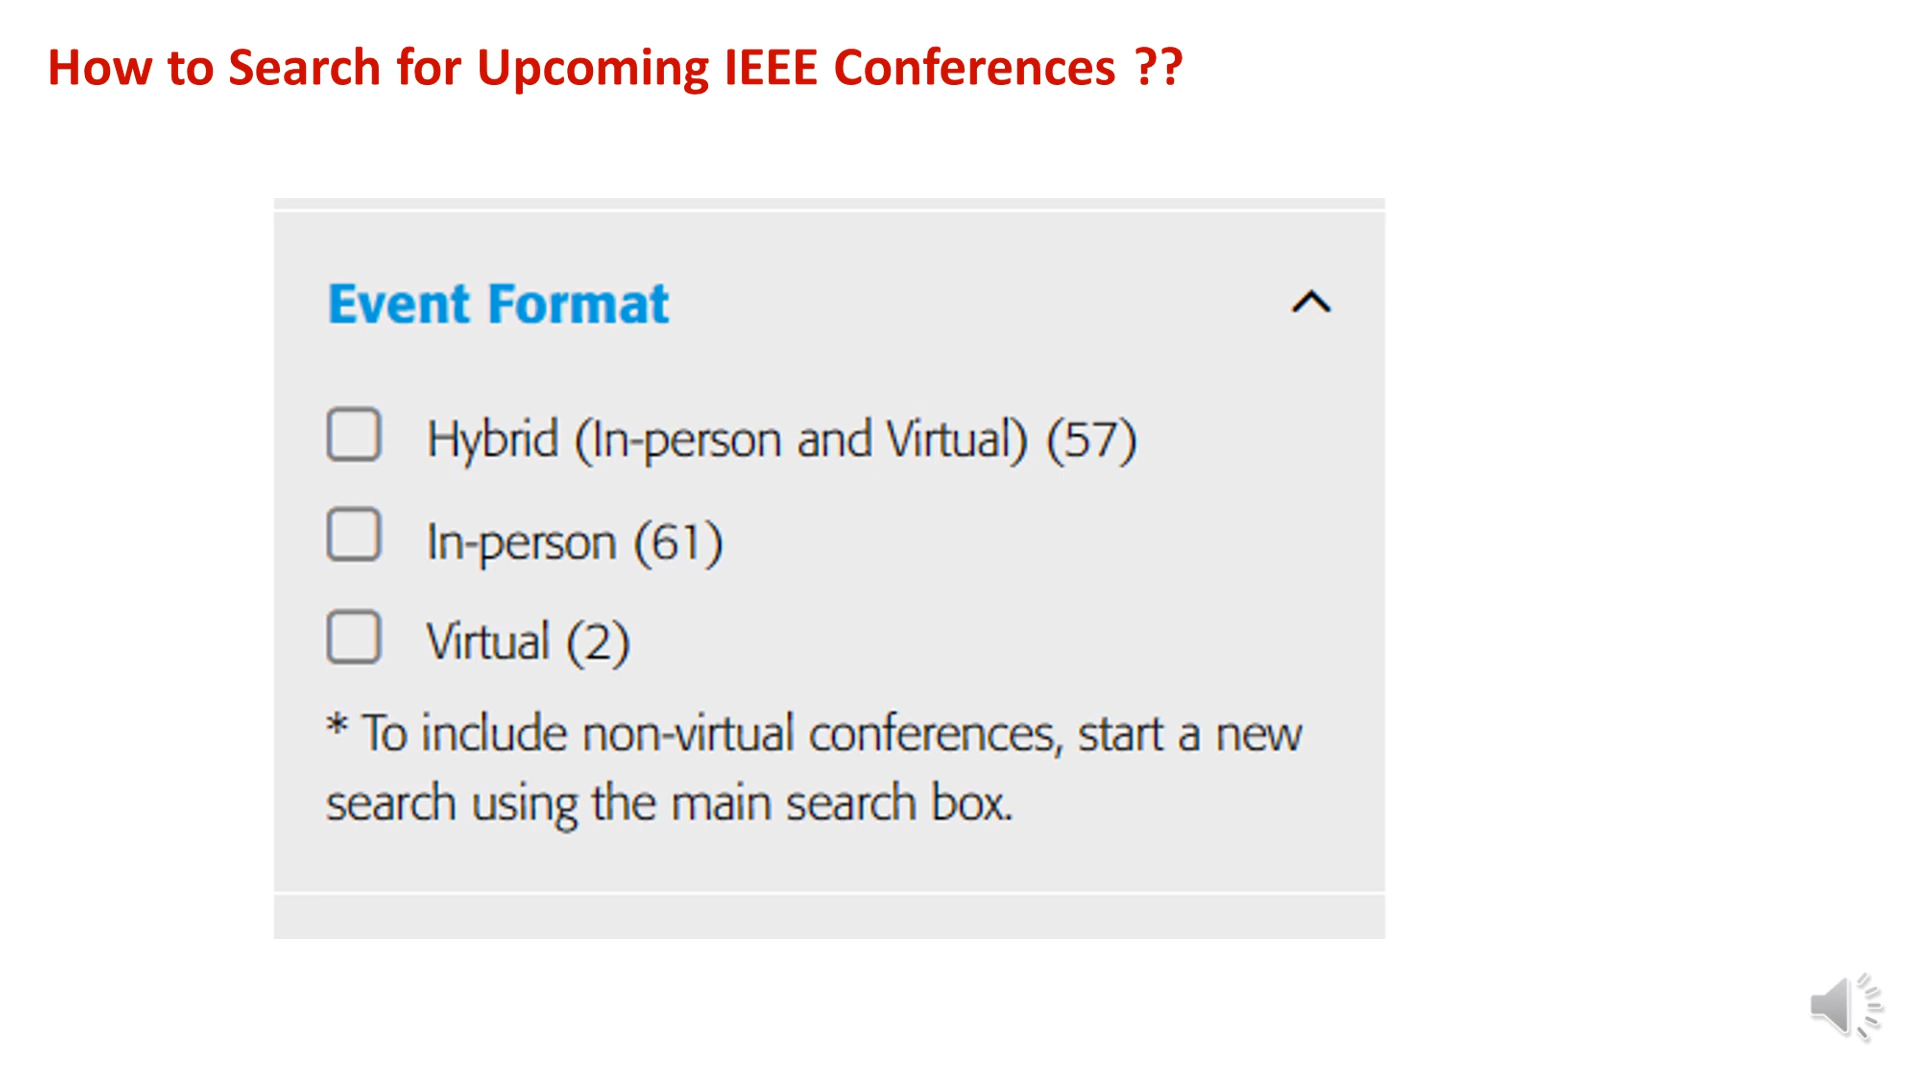 How to Search for Upcoming IEEE Conferences ??
Event Format
Hybrid (In-person and Virtual) (57)
In-person (61)
Virtual (2)
* To include non-virtual conferences, start a new
search using the main search box.